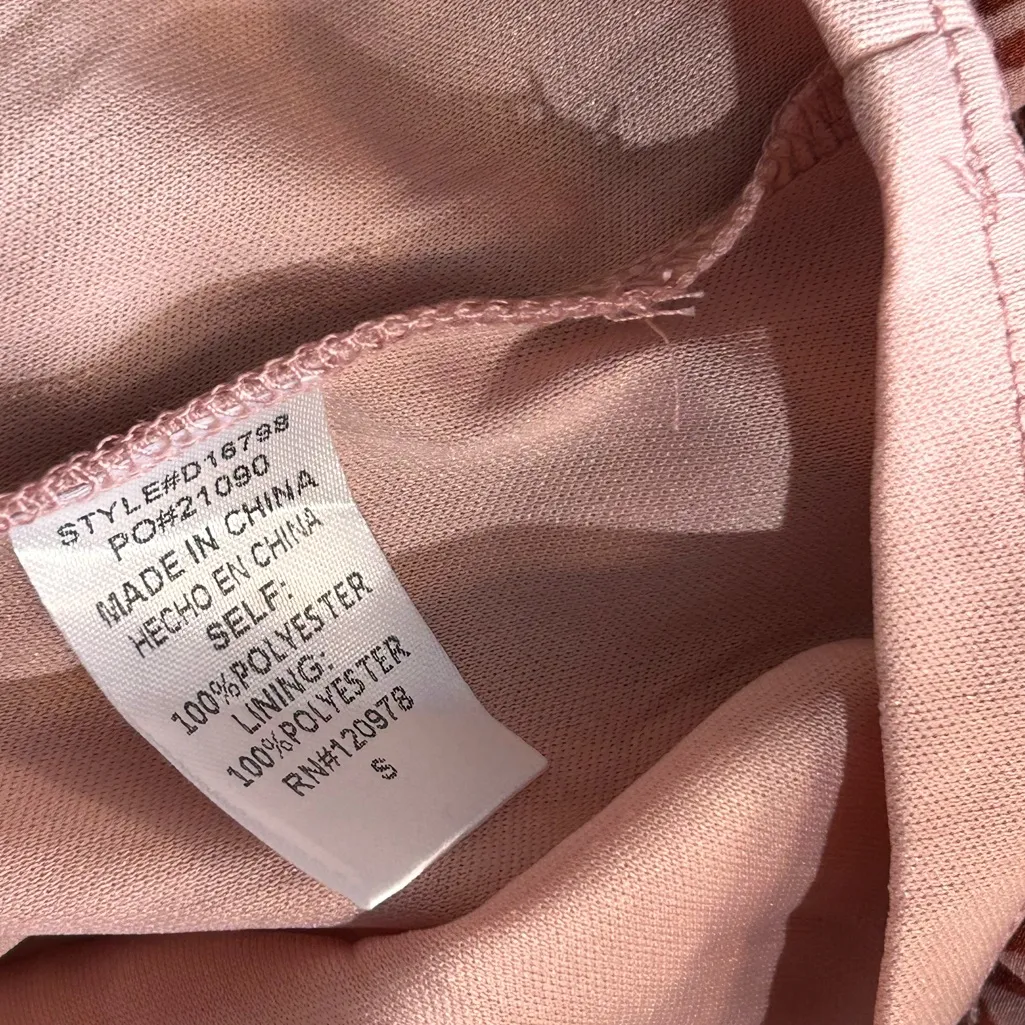 STYLE#D16798
PO#21090
MADE IN CHINA
HECHO EN CHINA
SELF:
100%POLYESTER
LINING:
100%POLYESTER
RN#120978
S